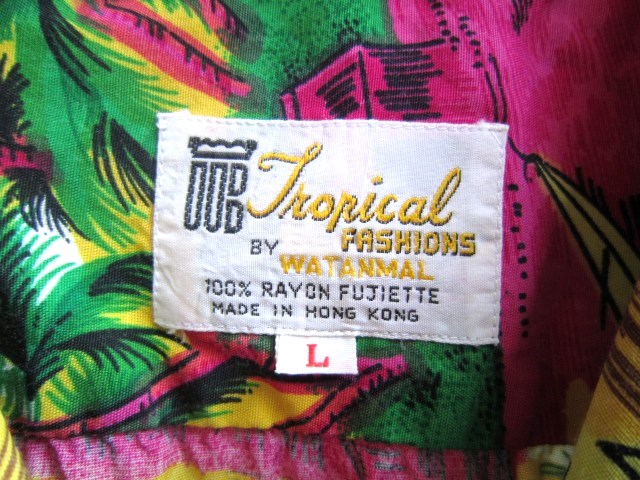 Tropical
FASHIONS
BY
WATANMAL
100% RAYON FUJIETTE
MADE IN HONG KONG
L